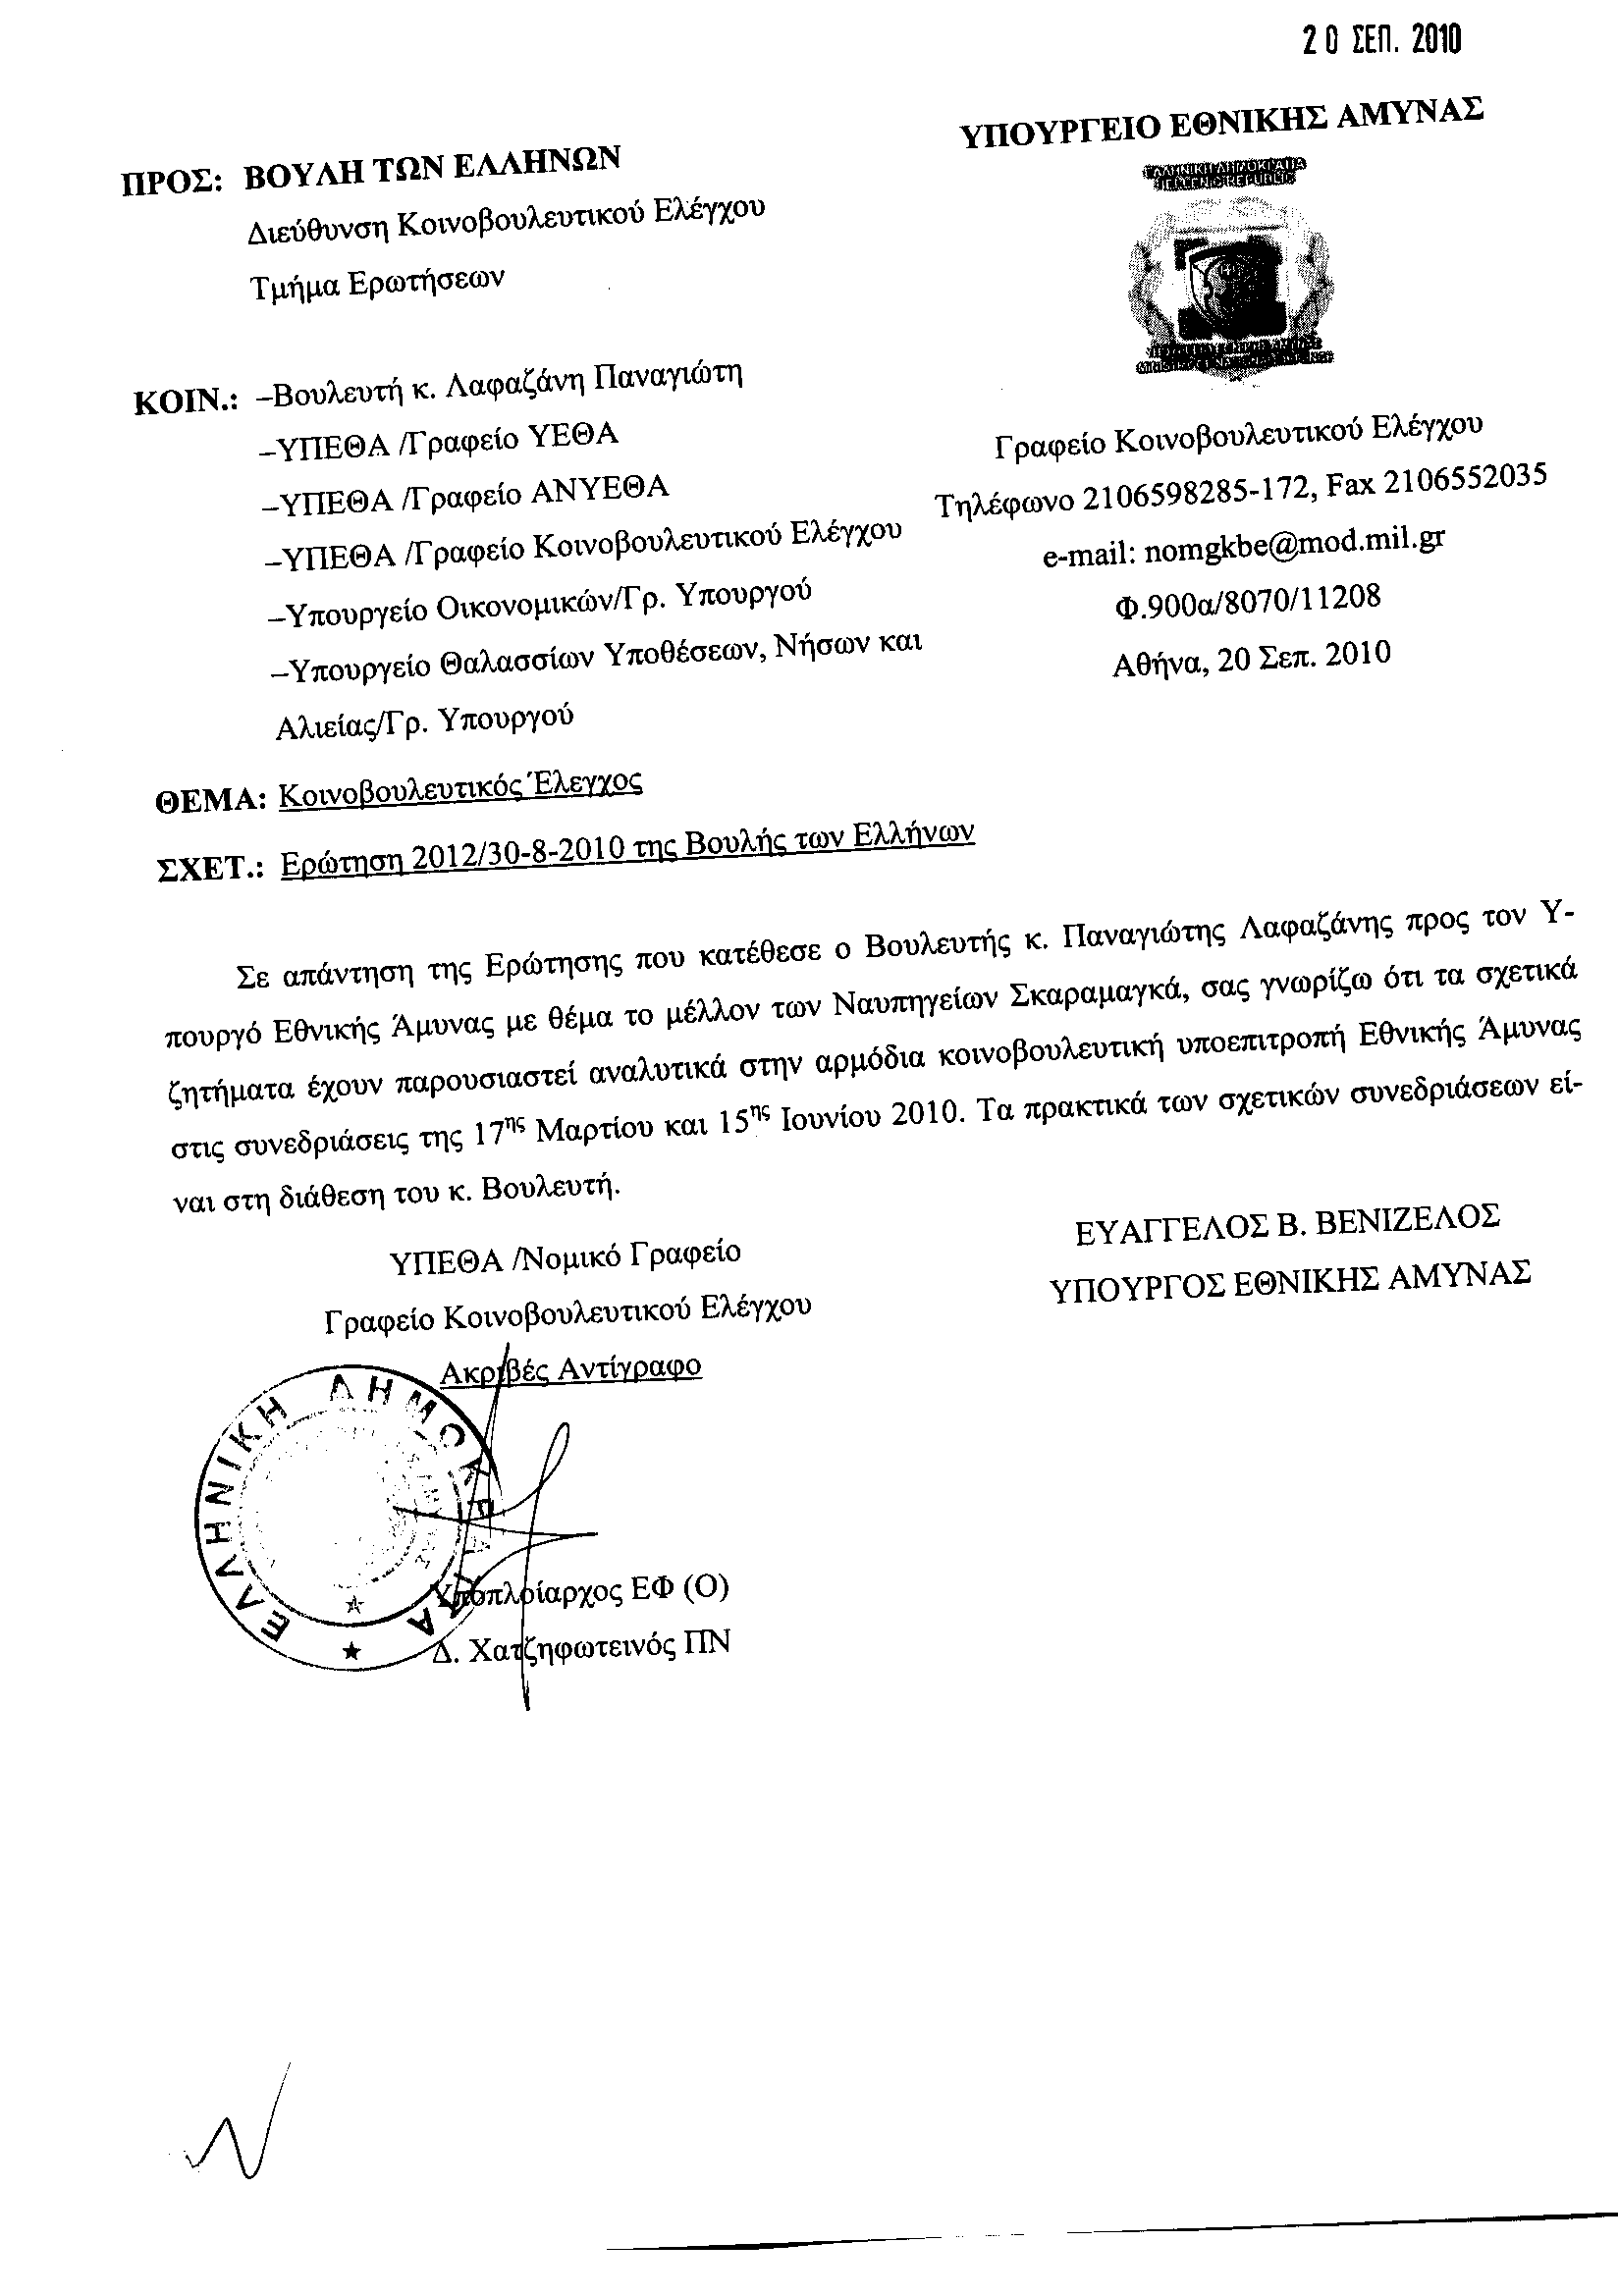 20 ΣΕΠ. 2010
ΥΠΟΥΡΓΕΙΟ ΕΘΝΙΚΗΣ ΑΜΥΝΑΣ
ΕΛΛΗΝΙΚΗ ΔΗΜΟΚΡΑΤΙΑ
HELLENIC REPUBLIC
Γραφείο Κοινοβουλευτικού Ελέγχου
Τηλέφωνο 2106598285-172, Fax 2106552035
e-mail: nomgkbe@mod.mil.gr
Φ.900α/8070/11208
Αθήνα, 20 Σεπ. 2010
ΠΡΟΣ: ΒΟΥΛΗ ΤΩΝ ΕΛΛΗΝΩΝ
Διεύθυνση Κοινοβουλευτικού Ελέγχου
Τμήμα Ερωτήσεων
ΚΟΙΝ.: –Βουλευτή κ. Λαφαζάνη Παναγιώτη
–ΥΠΕΘΑ /Γραφείο ΥΕΘΑ
–ΥΠΕΘΑ /Γραφείο ΑΝΥΕΘΑ
–ΥΠΕΘΑ /Γραφείο Κοινοβουλευτικού Ελέγχου
–Υπουργείο Οικονομικών/Γρ. Υπουργού
–Υπουργείο Θαλασσίων Υποθέσεων, Νήσων και
Αλιείας/Γρ. Υπουργού
ΘΕΜΑ: Κοινοβουλευτικός Έλεγχος
ΣΧΕΤ.: Ερώτηση 2012/30-8-2010 της Βουλής των Ελλήνων
Σε απάντηση της Ερώτησης που κατέθεσε ο Βουλευτής κ. Παναγιώτης Λαφαζάνης προς τον Υ-
πουργό Εθνικής Άμυνας με θέμα το μέλλον των Ναυπηγείων Σκαραμαγκά, σας γνωρίζω ότι τα σχετικά
ζητήματα έχουν παρουσιαστεί αναλυτικά στην αρμόδια κοινοβουλευτική υποεπιτροπή Εθνικής Άμυνας
στις συνεδριάσεις της 17ης Μαρτίου και 15ης Ιουνίου 2010. Τα πρακτικά των σχετικών συνεδριάσεων εί-
ναι στη διάθεση του κ. Βουλευτή.
ΕΥΑΓΓΕΛΟΣ Β. ΒΕΝΙΖΕΛΟΣ
ΥΠΟΥΡΓΟΣ ΕΘΝΙΚΗΣ ΑΜΥΝΑΣ
ΥΠΕΘΑ /Νομικό Γραφείο
Γραφείο Κοινοβουλευτικού Ελέγχου
Ακριβές Αντίγραφο
ΕΛΛΗΝΙΚΗ ΔΗΜΟΚΡΑΤΙΑ
Υποπλοίαρχος ΕΦ (Ο)
Δ. Χατζηφωτεινός ΠΝ